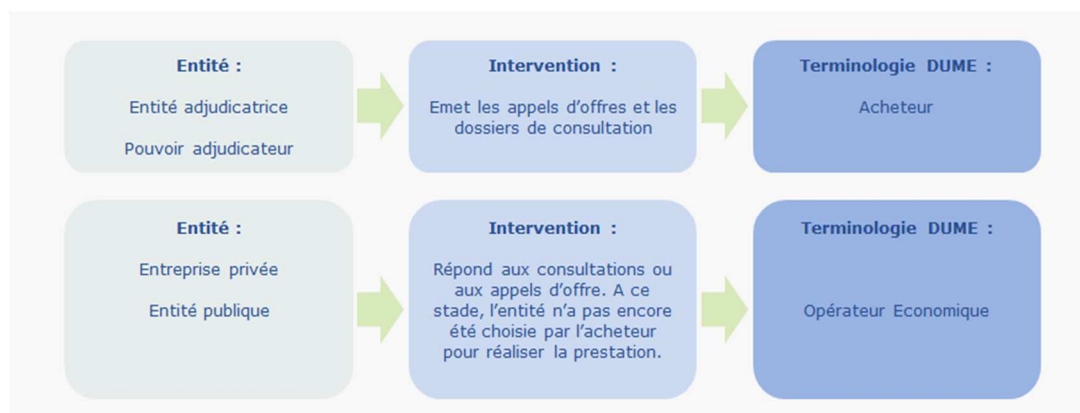 Entité :
Entité adjudicatrice
Pouvoir adjudicateur
Intervention :
Emet les appels d'offres et les
dossiers de consultation
Terminologie DUME :
Acheteur
Entité :
Entreprise privée
Entité publique
Intervention :
Répond aux consultations ou
aux appels d'offre. A ce
stade, l'entité n'a pas encore
été choisie par l'acheteur
pour réaliser la prestation.
Terminologie DUME :
Opérateur Economique